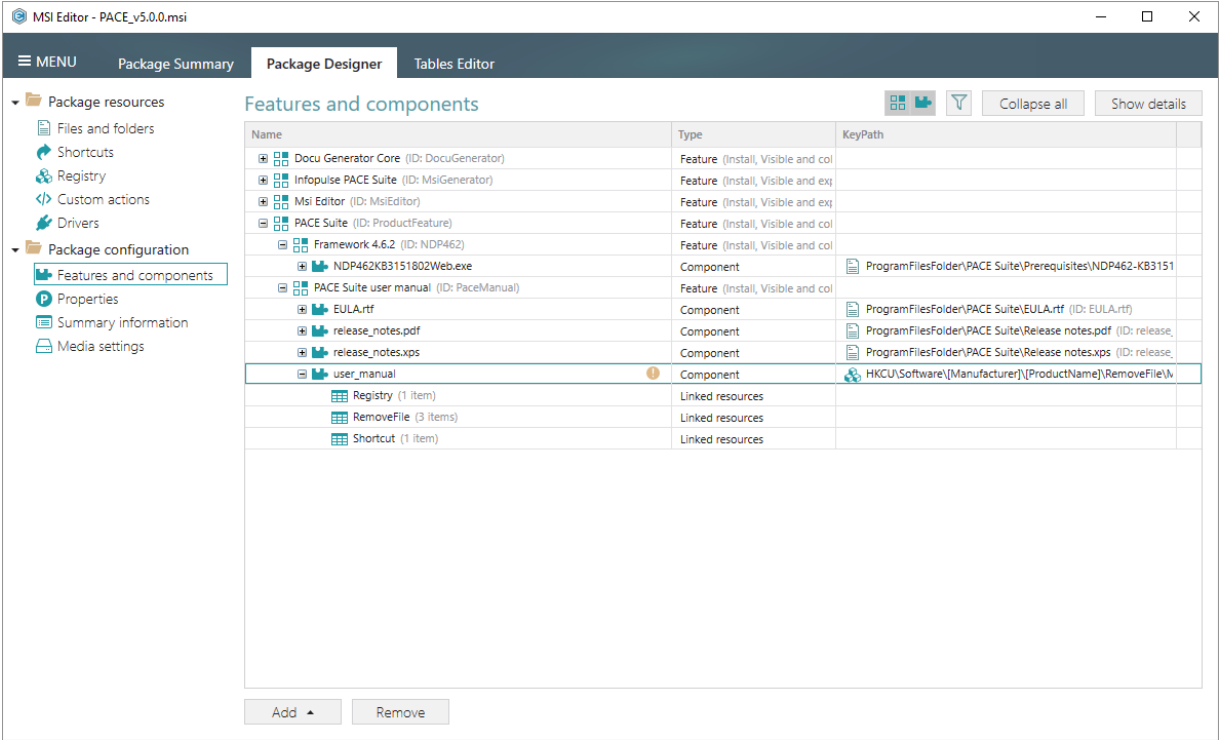 MSI Editor - PACE_v5.0.0.msi
MENU Package Summary Package Designer Tables Editor
Package resources
Files and folders
Shortcuts
Registry
Custom actions
Drivers
Package configuration
Features and components
Properties
Summary information
Media settings
Features and components Collapse all Show details
Name Type KeyPath
Docu Generator Core (ID: DocuGenerator) Feature (Install, Visible and col
Infopulse PACE Suite (ID: MsiGenerator) Feature (Install, Visible and exp
Msi Editor (ID: MsiEditor) Feature (Install, Visible and exp
PACE Suite (ID: ProductFeature) Feature (Install, Visible and col
Framework 4.6.2 (ID: NDP462) Feature (Install, Visible and col
NDP462KB3151802Web.exe Component ProgramFilesFolder\PACE Suite\Prerequisites\NDP462-KB3151
PACE Suite user manual (ID: PaceManual) Feature (Install, Visible and col
EULA.rtf Component ProgramFilesFolder\PACE Suite\EULA.rtf (ID: EULA.rtf)
release_notes.pdf Component ProgramFilesFolder\PACE Suite\Release notes.pdf (ID: release_
release_notes.xps Component ProgramFilesFolder\PACE Suite\Release notes.xps (ID: release_
user_manual Component HKCU\Software\[Manufacturer]\[ProductName]\RemoveFile\M
Registry (1 item) Linked resources
RemoveFile (3 items) Linked resources
Shortcut (1 item) Linked resources
Add Remove